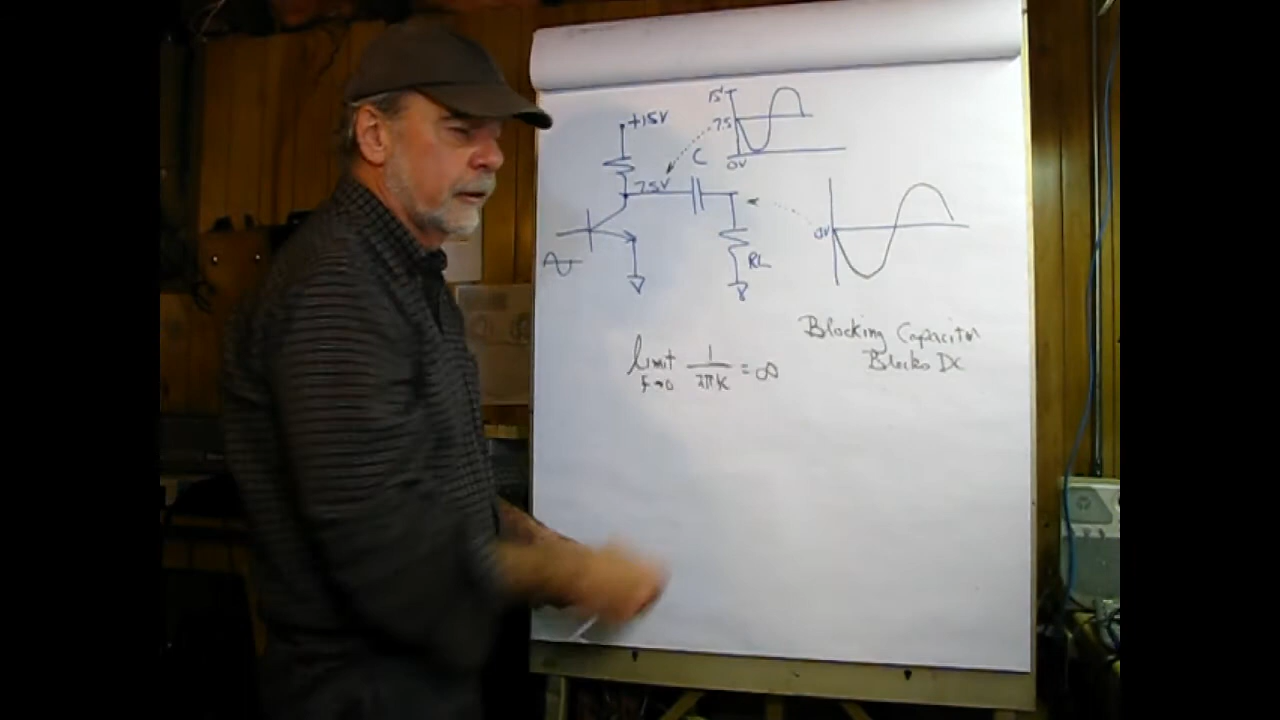 15
+15V
7.5
C
0V
7.5V
0V
RL
limit 1 = ∞
f→0 2πfc
Blocking Capacitor
Blocks DC